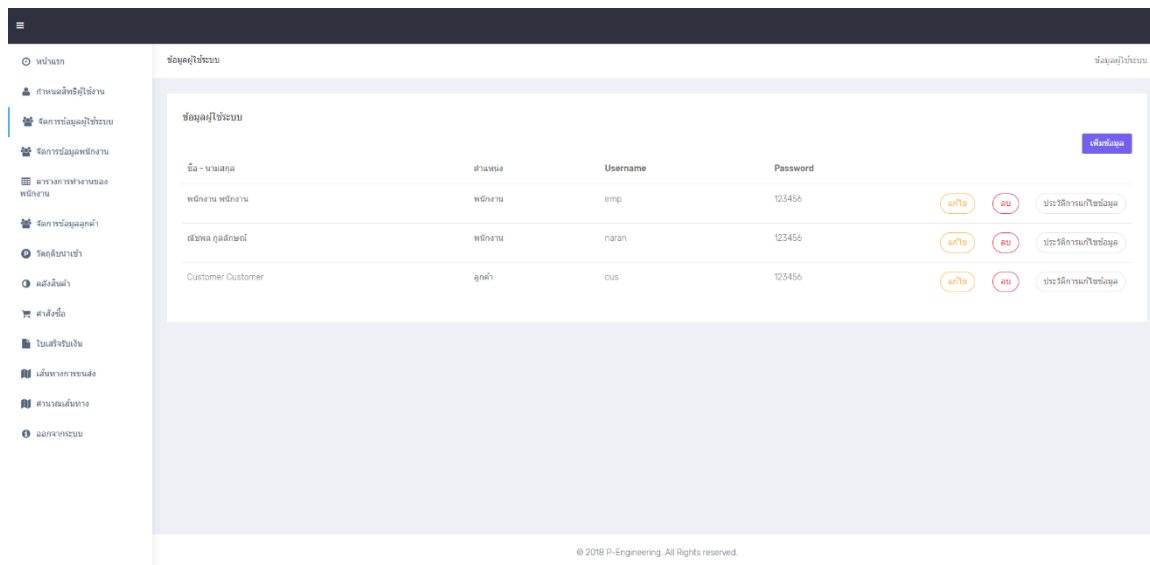 หน้าแรก
กำหนดสิทธิผู้ใช้งาน
จัดการข้อมูลผู้ใช้ระบบ
จัดการข้อมูลพนักงาน
ตารางการทำงานของ
พนักงาน
จัดการข้อมูลลูกค้า
วัตถุดิบนำเข้า
คลังสินค้า
คำสั่งซื้อ
ใบเสร็จรับเงิน
เส้นทางการขนส่ง
คำนวณเส้นทาง
ออกจากระบบ
ข้อมูลผู้ใช้ระบบ ข้อมูลผู้ใช้ระบบ
ข้อมูลผู้ใช้ระบบ
เพิ่มข้อมูล
ชื่อ - นามสกุล ตำแหน่ง Username Password
พนักงาน พนักงาน พนักงาน emp 123456 แก้ไข ลบ ประวัติการแก้ไขข้อมูล
ณัชพล กุลลักษณ์ พนักงาน naran 123456 แก้ไข ลบ ประวัติการแก้ไขข้อมูล
Customer Customer ลูกค้า cus 123456 แก้ไข ลบ ประวัติการแก้ไขข้อมูล
© 2018 P-Engineering. All Rights reserved.